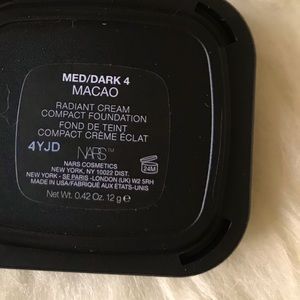 MED/DARK 4
MACAO
RADIANT CREAM
COMPACT FOUNDATION
FOND DE TEINT
COMPACT CRÈME ÉCLAT
4YJD NARS 24M
NARS COSMETICS
NEW YORK, NY 10022 DIST.
NEW YORK - SE PARIS - LONDON (UK) W2 5RH
MADE IN USA/FABRIQUÉ AUX ÉTATS-UNIS
Net Wt. 0.42 Oz. 12 g ℮